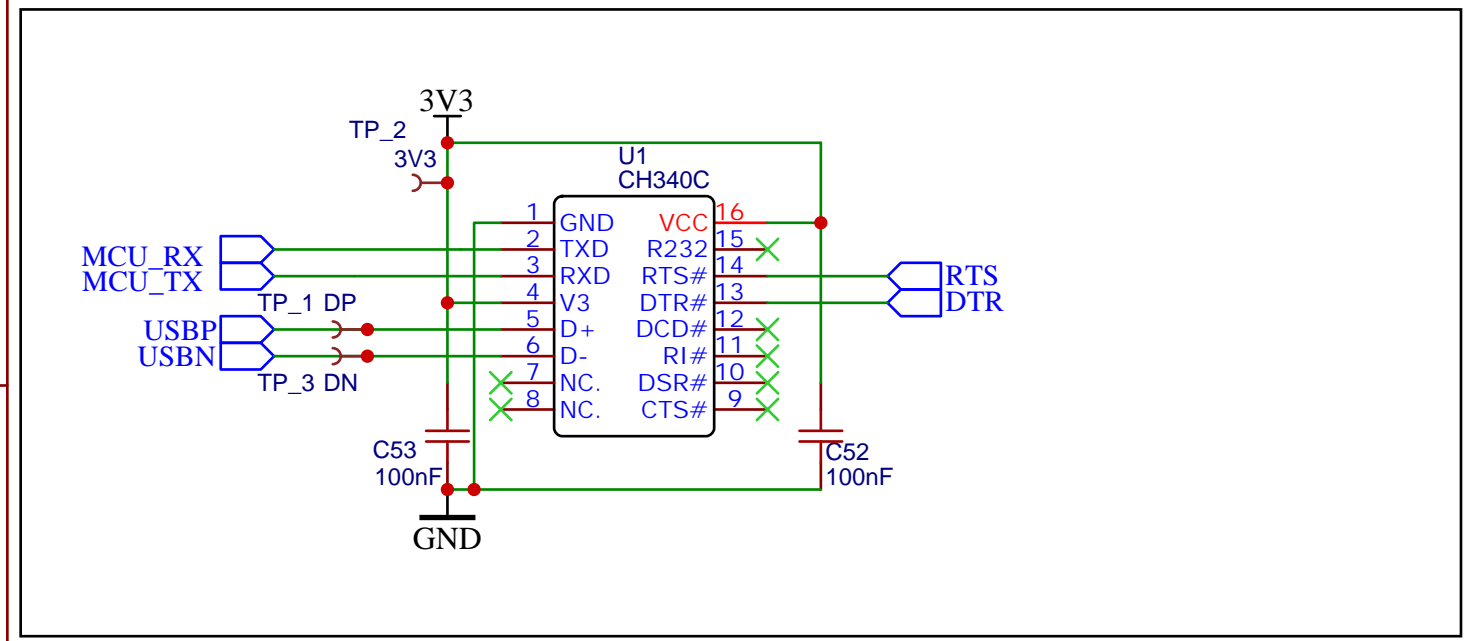 3V3
TP_2
3V3
U1
CH340C
1 GND VCC 16
MCU_RX 2 TXD R232 15
MCU_TX 3 RXD RTS# 14 RTS
4 V3 DTR# 13 DTR
TP_1 DP
USBP 5 D+ DCD# 12
USBN 6 D- RI# 11
TP_3 DN
7 NC. DSR# 10
8 NC. CTS# 9
C53
100nF
C52
100nF
GND